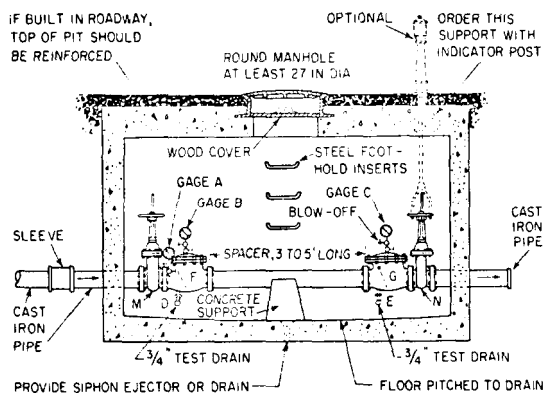 IF BUILT IN ROADWAY,
TOP OF PIT SHOULD
BE REINFORCED
OPTIONAL
ORDER THIS
SUPPORT WITH
INDICATOR POST
ROUND MANHOLE
AT LEAST 27 IN DIA
WOOD COVER
STEEL FOOT-
HOLD INSERTS
GAGE A
GAGE B
GAGE C
BLOW-OFF
SLEEVE
SPACER, 3 TO 5' LONG
CAST
IRON
PIPE
F
G
M
D
B
CONCRETE
SUPPORT
E
N
CAST
IRON
PIPE
3/4" TEST DRAIN
3/4" TEST DRAIN
PROVIDE SIPHON EJECTOR OR DRAIN
FLOOR PITCHED TO DRAIN